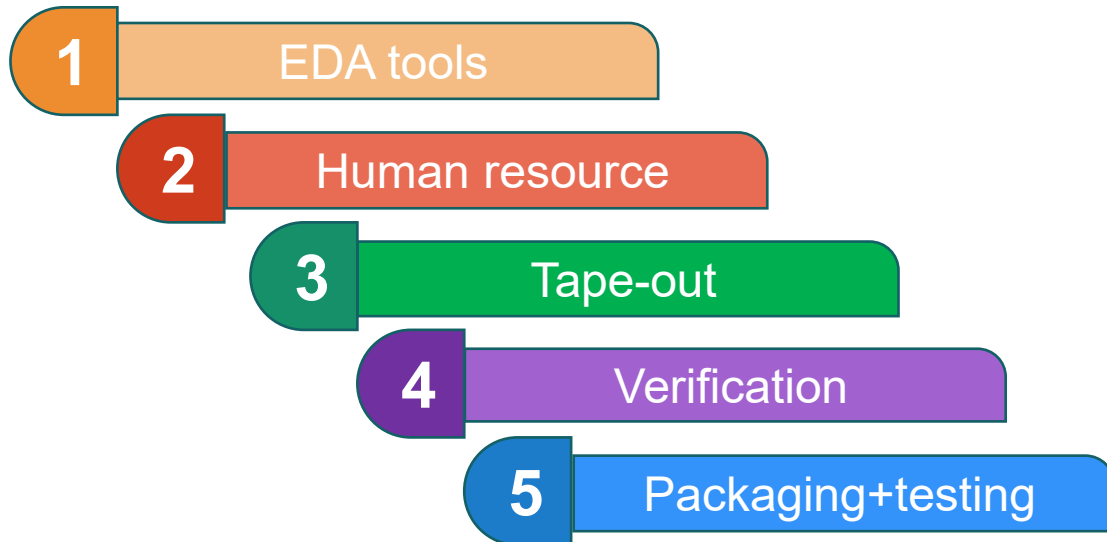 1 EDA tools
2 Human resource
3 Tape-out
4 Verification
5 Packaging+testing